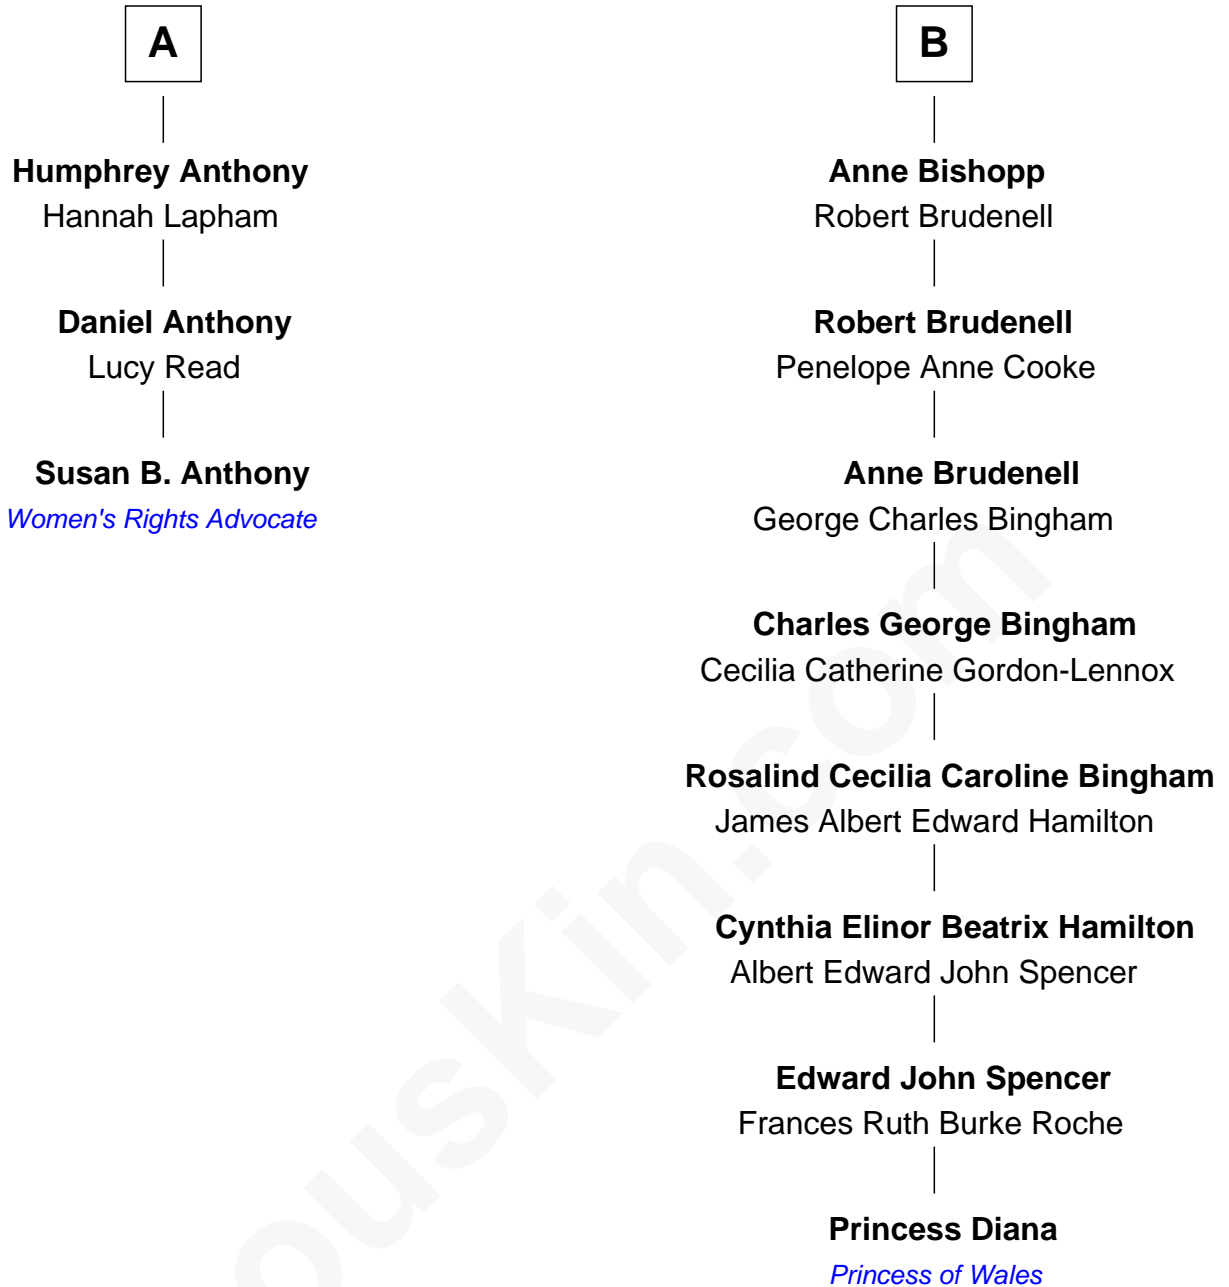 A
Humphrey Anthony
Hannah Lapham
Daniel Anthony
Lucy Read
Susan B. Anthony
Women's Rights Advocate
B
Anne Bishopp
Robert Brudenell
Robert Brudenell
Penelope Anne Cooke
Anne Brudenell
George Charles Bingham
Charles George Bingham
Cecilia Catherine Gordon-Lennox
Rosalind Cecilia Caroline Bingham
James Albert Edward Hamilton
Cynthia Elinor Beatrix Hamilton
Albert Edward John Spencer
Edward John Spencer
Frances Ruth Burke Roche
Princess Diana
Princess of Wales
ousKin.com